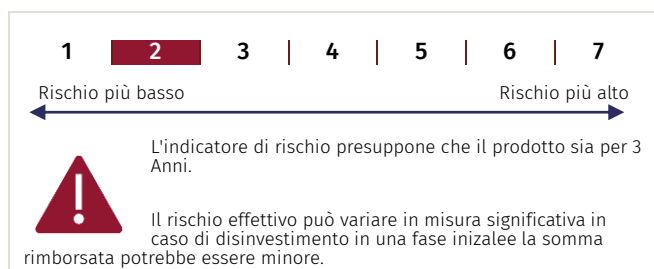 1 2 3 4 5 6 7
Rischio più basso Rischio più alto
L'indicatore di rischio presuppone che il prodotto sia per 3
Anni.
Il rischio effettivo può variare in misura significativa in
caso di disinvestimento in una fase inizalee la somma
rimborsata potrebbe essere minore.